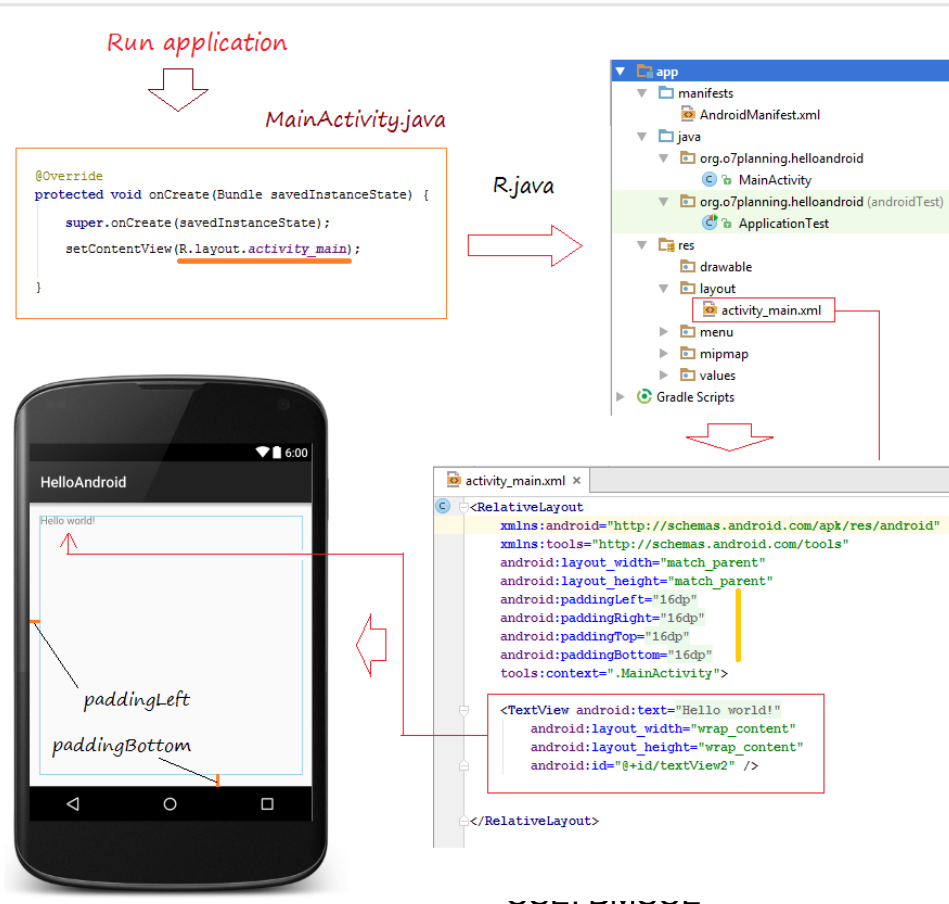 Run application
MainActivity.java
@Override
protected void onCreate(Bundle savedInstanceState) {
super.onCreate(savedInstanceState);
setContentView(R.layout.activity_main);
}
R.java
app
manifests
AndroidManifest.xml
java
org.o7planning.helloandroid
MainActivity
org.o7planning.helloandroid (androidTest)
ApplicationTest
res
drawable
layout
activity_main.xml
menu
mipmap
values
Gradle Scripts
6:00
HelloAndroid
Hello world!
paddingLeft
paddingBottom
activity_main.xml ×
<RelativeLayout
xmlns:android="http://schemas.android.com/apk/res/android"
xmlns:tools="http://schemas.android.com/tools"
android:layout_width="match_parent"
android:layout_height="match_parent"
android:paddingLeft="16dp"
android:paddingRight="16dp"
android:paddingTop="16dp"
android:paddingBottom="16dp"
tools:context=".MainActivity">
<TextView android:text="Hello world!"
android:layout_width="wrap_content"
android:layout_height="wrap_content"
android:id="@+id/textView2" />
</RelativeLayout>